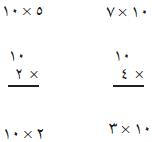 ١٠ × ٥
٧ × ١٠
١٠
٢ ×
١٠
٤ ×
١٠ × ٢
٣ × ١٠